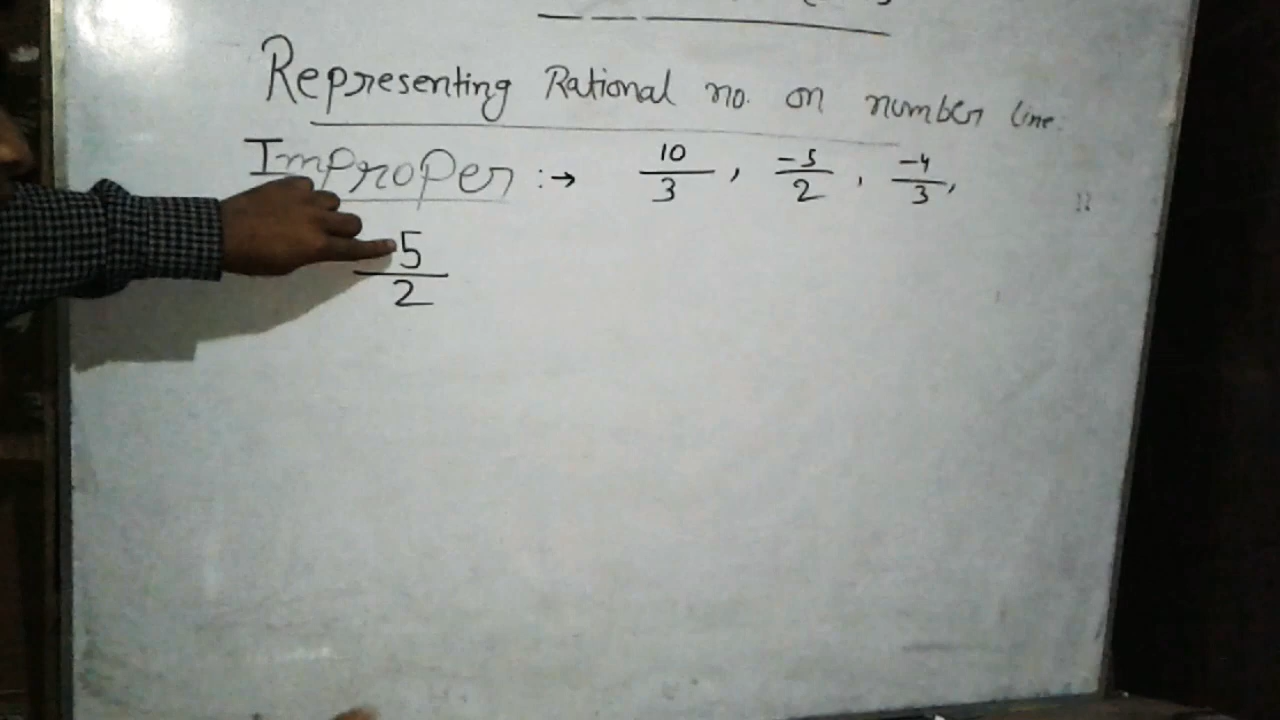 Representing Rational no. on number line.
Improper :→ 10/3, -5/2, -4/3,
5/2